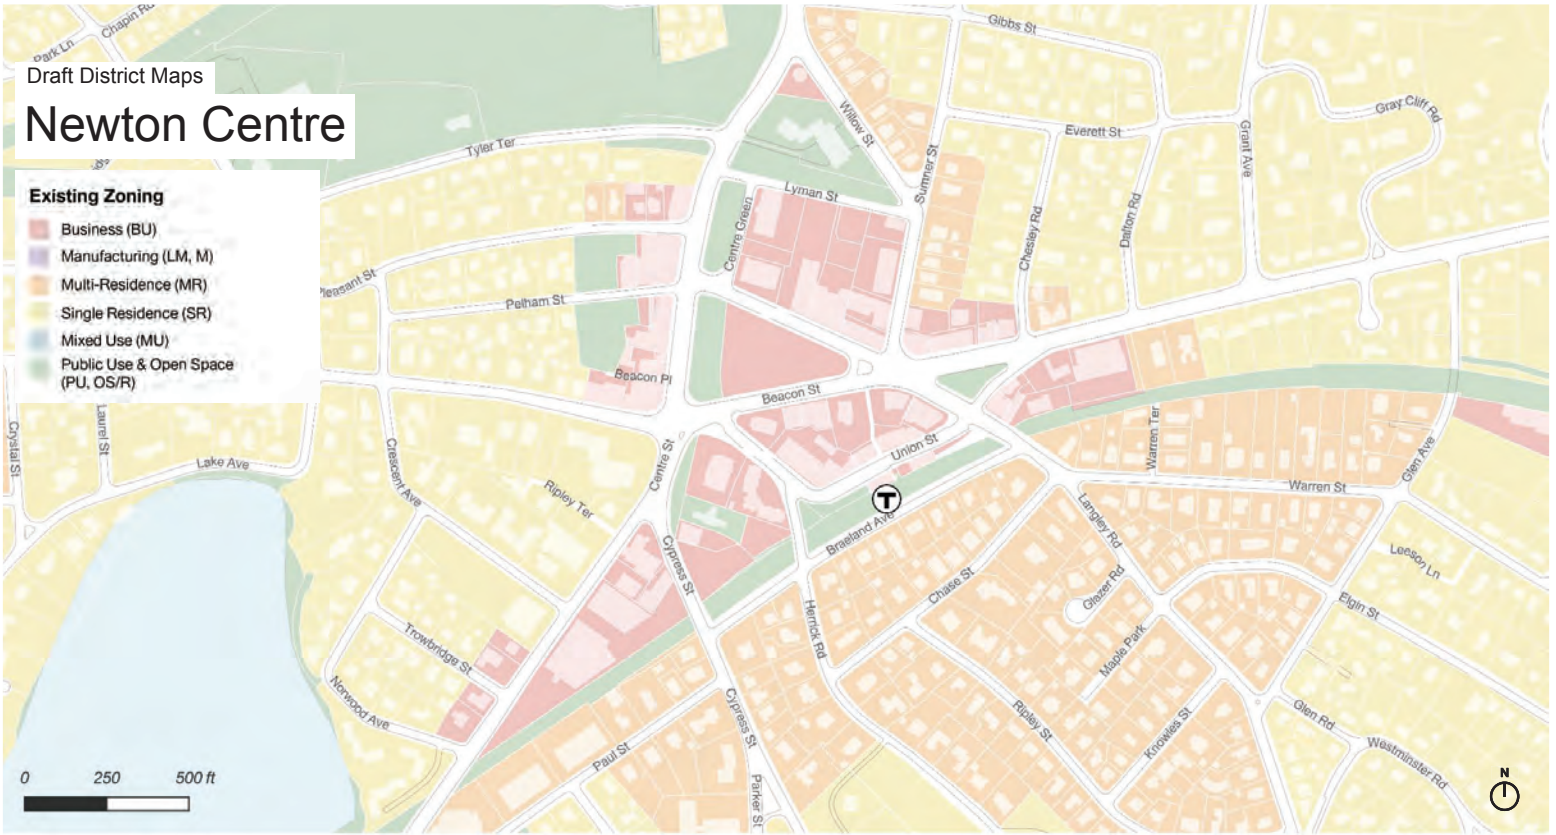 Chapin Rd
Park Ln
Gibbs St
Draft District Maps
Newton Centre
Gray Cliff Rd
Willow St
Everett St
Grant Ave
Tyler Ter
Sumner St
Existing Zoning
Business (BU)
Manufacturing (LM, M)
Multi-Residence (MR)
Single Residence (SR)
Mixed Use (MU)
Public Use & Open Space
(PU, OS/R)
Lyman St
Centre Green
Chesley Rd
Dalton Rd
Pleasant St
Pelham St
Beacon Pl
Beacon St
Union St
Warren Ter
Glen Ave
Warren St
Crystal St
Laurel St
Lake Ave
Crescent Ave
Ripley Ter
Centre St
T
Braeland Ave
Langley Rd
Cypress St
Chase St
Glazer Rd
Leeson Ln
Elgin St
Herrick Rd
Maple Park
Trowbridge St
Norwood Ave
Cypress St
Paul St
Ripley St
Knowles St
Glen Rd
Westminster Rd
Parker St
0 250 500 ft
N